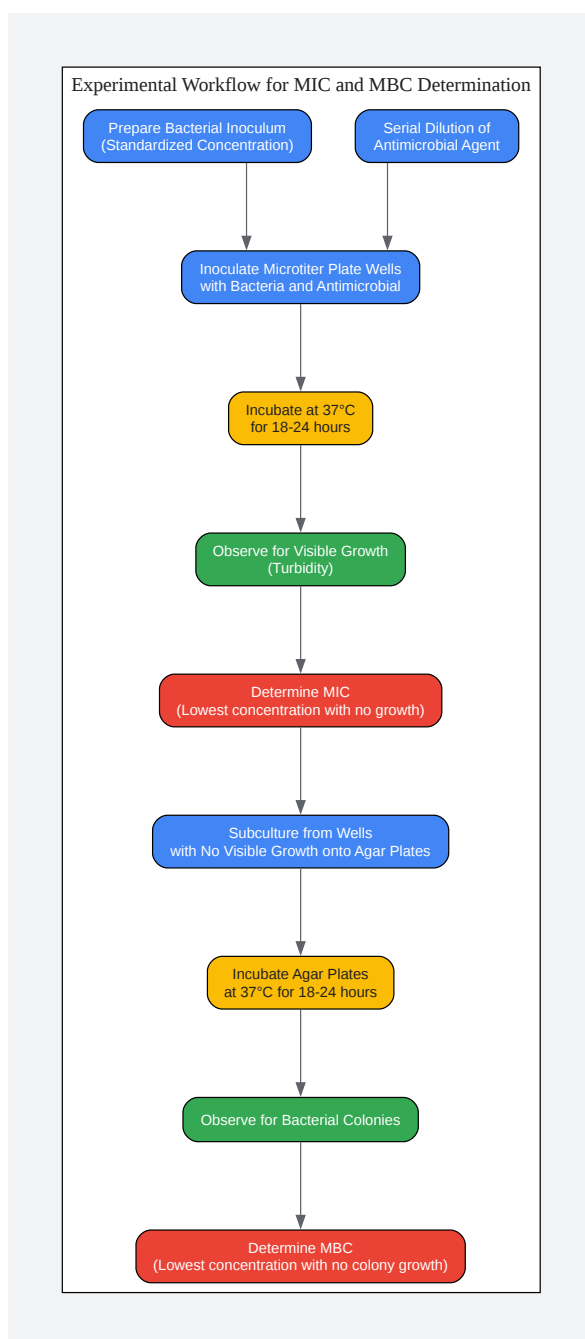 Experimental Workflow for MIC and MBC Determination
Prepare Bacterial Inoculum
(Standardized Concentration)
Serial Dilution of
Antimicrobial Agent
Inoculate Microtiter Plate Wells
with Bacteria and Antimicrobial
Incubate at 37°C
for 18-24 hours
Observe for Visible Growth
(Turbidity)
Determine MIC
(Lowest concentration with no growth)
Subculture from Wells
with No Visible Growth onto Agar Plates
Incubate Agar Plates
at 37°C for 18-24 hours
Observe for Bacterial Colonies
Determine MBC
(Lowest concentration with no colony growth)